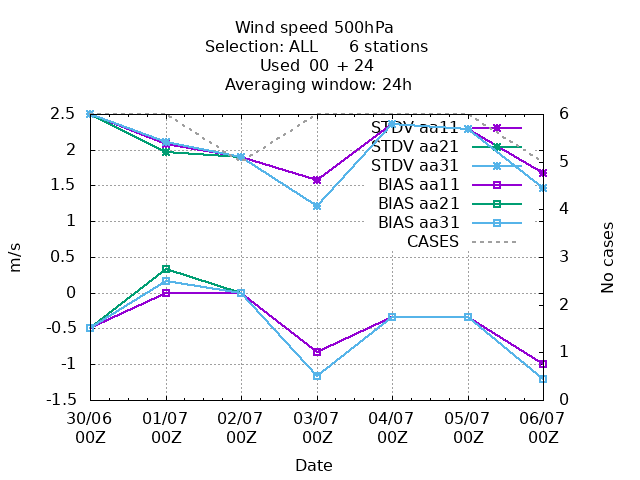 Wind speed 500hPa
Selection: ALL 6 stations
Used 00 + 24
Averaging window: 24h
m/s
2.5
2
1.5
1
0.5
0
-0.5
-1
-1.5
STDV aa11
STDV aa21
STDV aa31
BIAS aa11
BIAS aa21
BIAS aa31
CASES
6
5
4
3
2
1
0
No cases
30/06 01/07 02/07 03/07 04/07 05/07 06/07
00Z 00Z 00Z 00Z 00Z 00Z 00Z
Date